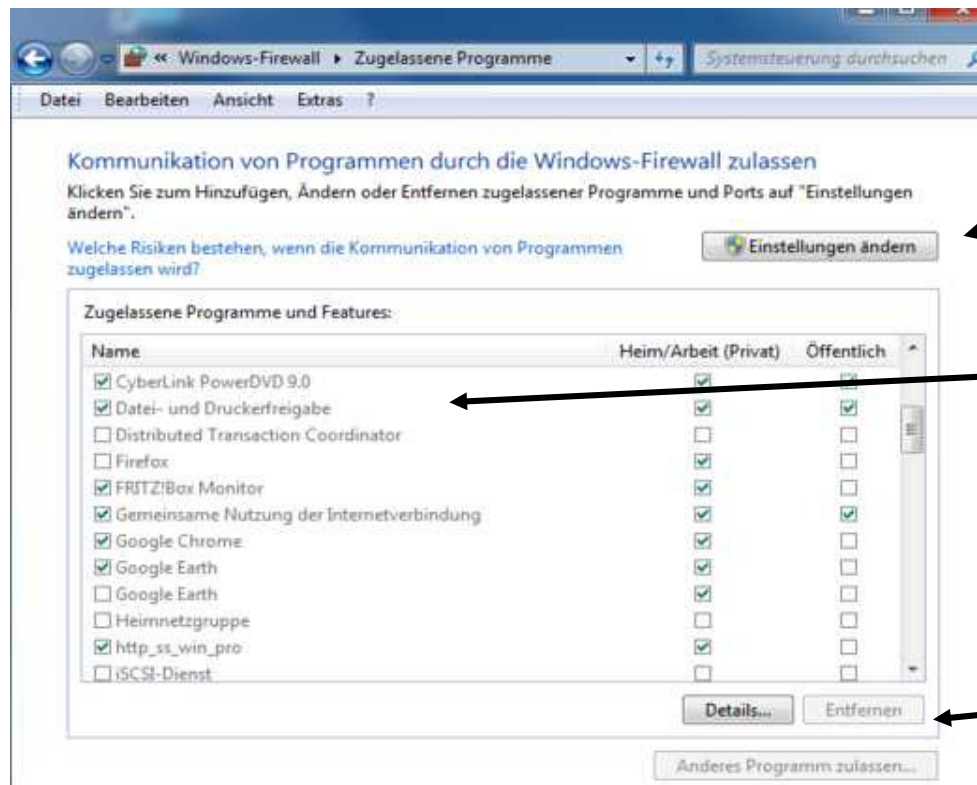 « Windows-Firewall ▸ Zugelassene Programme Systemsteuerung durchsuchen
Datei Bearbeiten Ansicht Extras ?
Kommunikation von Programmen durch die Windows-Firewall zulassen
Klicken Sie zum Hinzufügen, Ändern oder Entfernen zugelassener Programme und Ports auf "Einstellungen
ändern".
Welche Risiken bestehen, wenn die Kommunikation von Programmen
zugelassen wird?
Einstellungen ändern
Zugelassene Programme und Features:
Name Heim/Arbeit (Privat) Öffentlich
CyberLink PowerDVD 9.0
Datei- und Druckerfreigabe
Distributed Transaction Coordinator
Firefox
FRITZ!Box Monitor
Gemeinsame Nutzung der Internetverbindung
Google Chrome
Google Earth
Google Earth
Heimnetzgruppe
http_ss_win_pro
iSCSI-Dienst
Details... Entfernen
Anderes Programm zulassen...